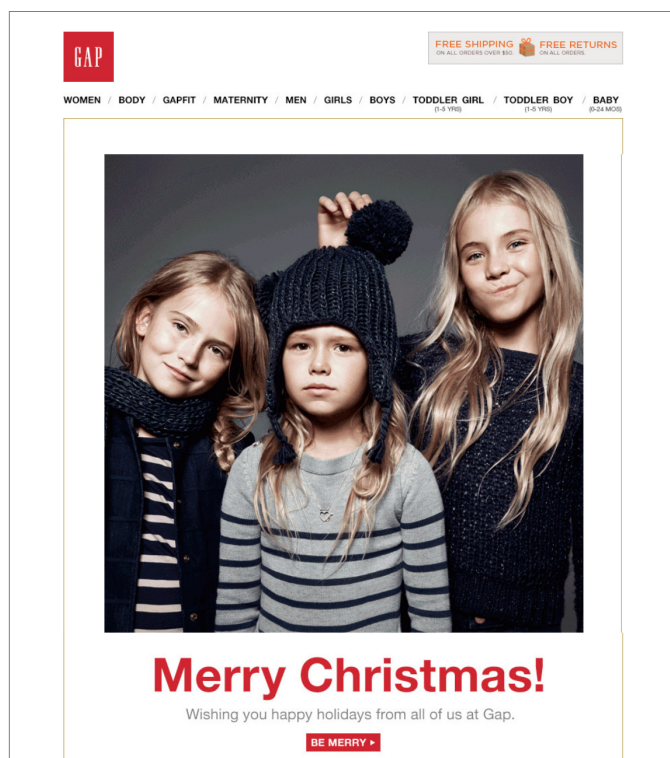 GAP
FREE SHIPPING
ON ALL ORDERS OVER $50.
FREE RETURNS
ON ALL ORDERS.
WOMEN / BODY / GAPFIT / MATERNITY / MEN / GIRLS / BOYS / TODDLER GIRL / TODDLER BOY / BABY
(1-5 YRS) (1-5 YRS) (0-24 MOS)
Merry Christmas!
Wishing you happy holidays from all of us at Gap.
BE MERRY